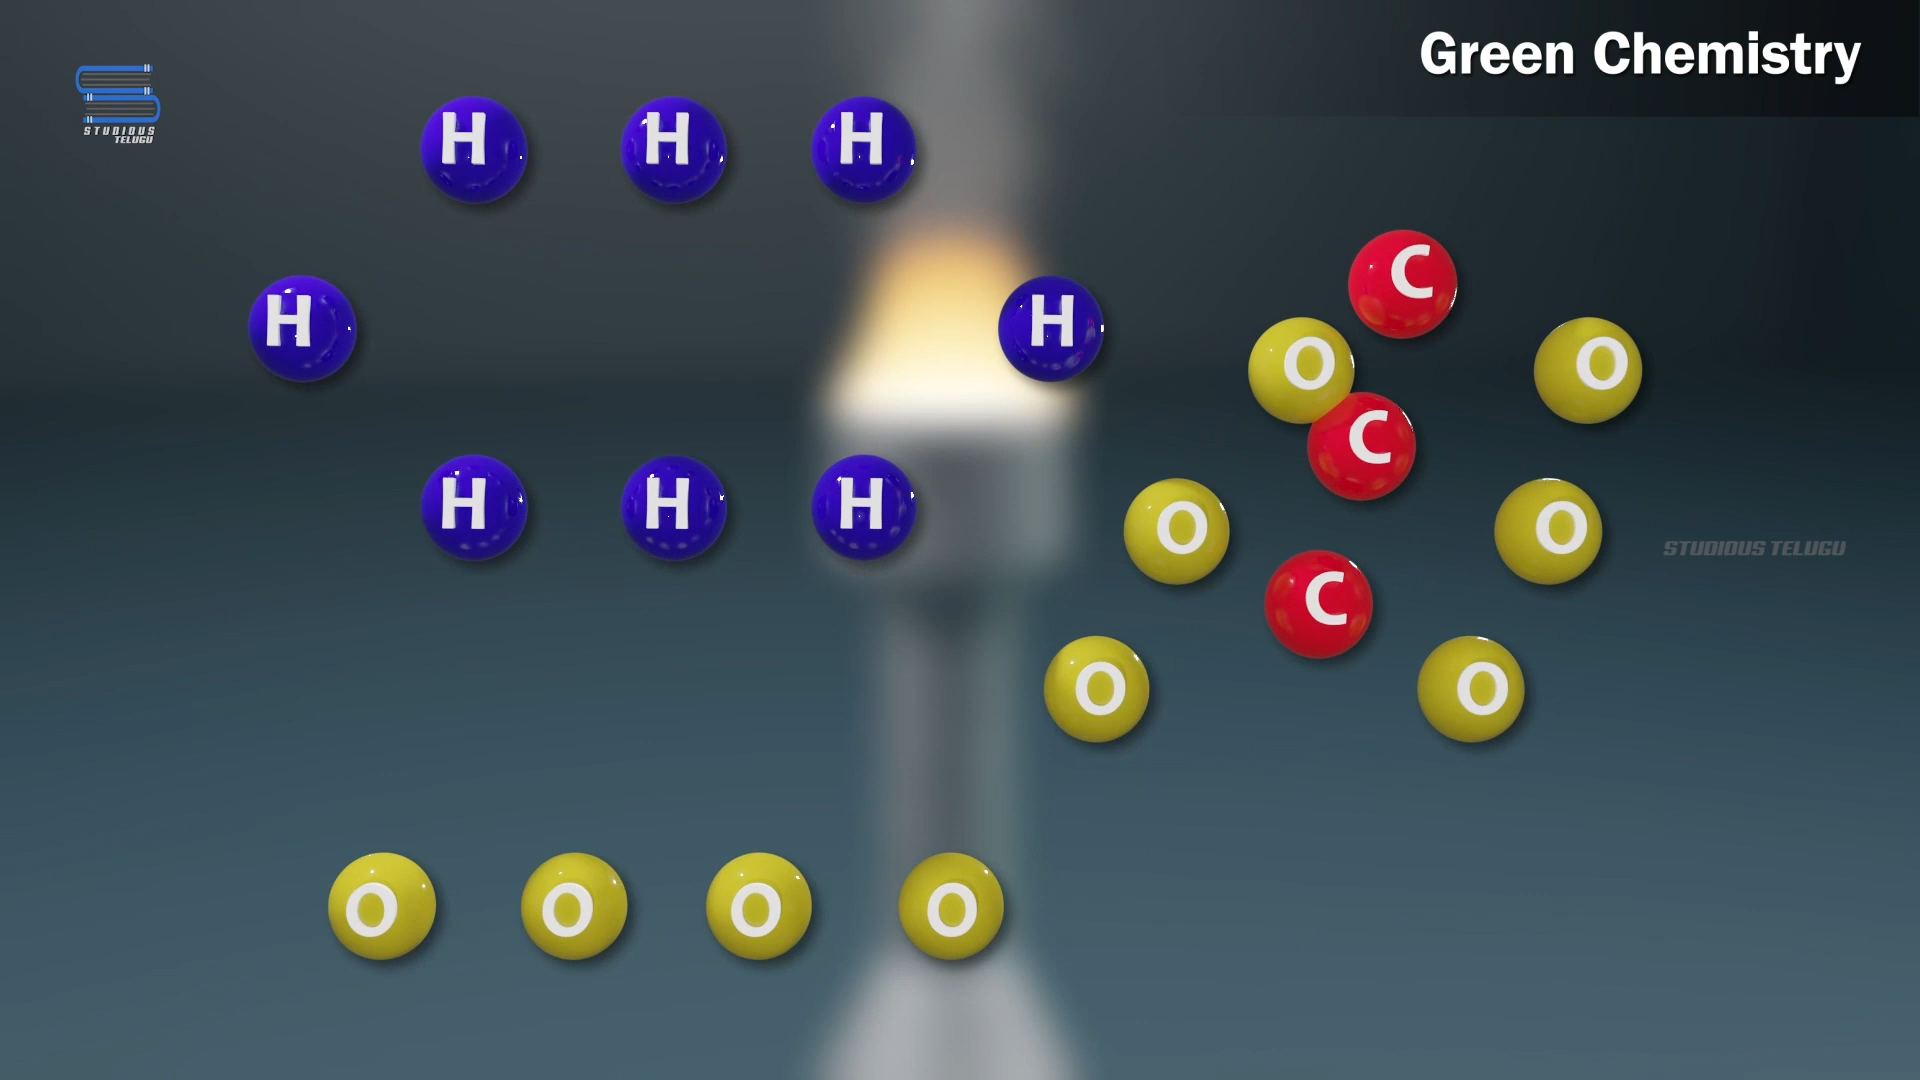 Green Chemistry
STUDIOUS
TELUGU
H H H
H H
C
O O
C
H H H
O O
STUDIOUS TELUGU
C
O O
O O O O